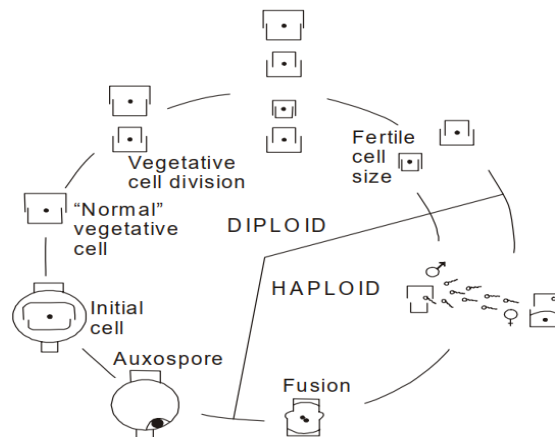 Fertile
cell
size
Vegetative
cell division
"Normal"
vegetative
cell
DIPLOID
HAPLOID
♂
♀
Initial
cell
Auxospore
Fusion